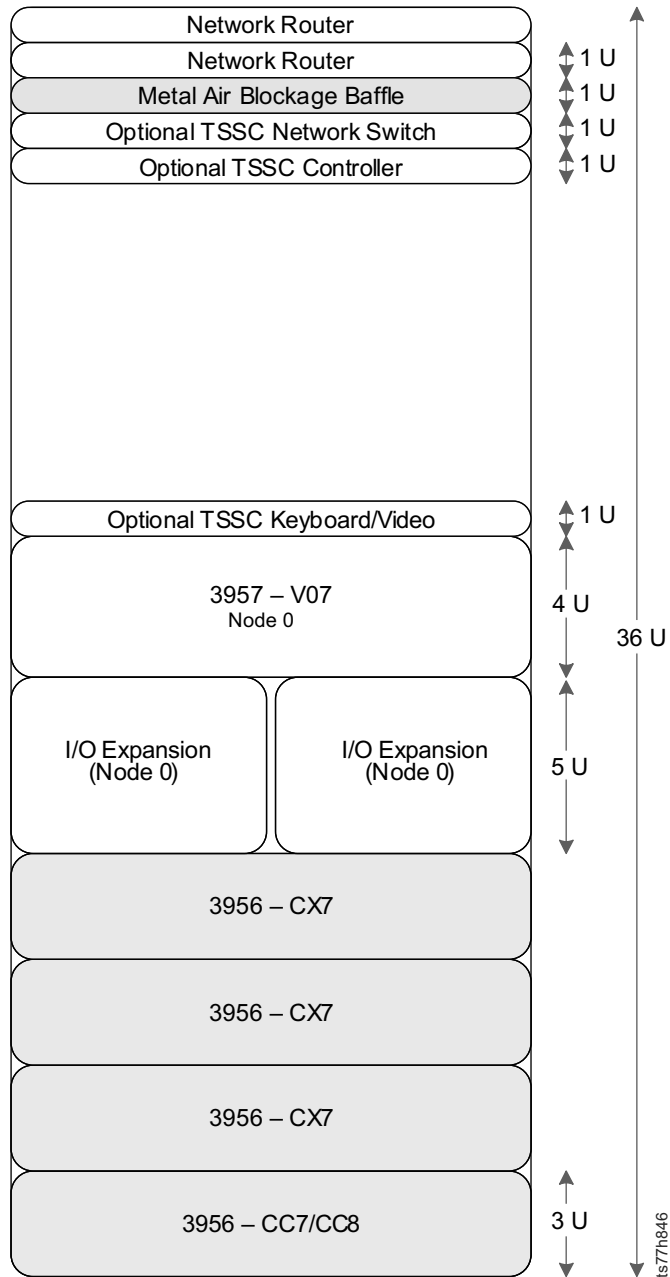 Network Router
Network Router
1 U
Metal Air Blockage Baffle
1 U
Optional TSSC Network Switch
1 U
Optional TSSC Controller
1 U
Optional TSSC Keyboard/Video
1 U
3957 – V07
Node 0
4 U
36 U
I/O Expansion
(Node 0)
I/O Expansion
(Node 0)
5 U
3956 – CX7
3956 – CX7
3956 – CX7
3956 – CC7/CC8
3 U
ts77h846